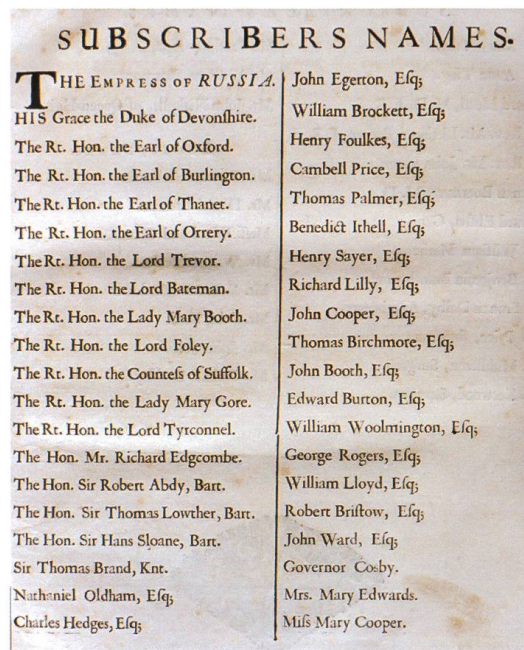 SUBSCRIBERS NAMES.
THE EMPRESS OF RUSSIA.
HIS Grace the Duke of Devonſhire.
The Rt. Hon. the Earl of Oxford.
The Rt. Hon. the Earl of Burlington.
The Rt. Hon. the Earl of Thanet.
The Rt. Hon. the Earl of Orrery.
The Rt. Hon. the Lord Trevor.
The Rt. Hon. the Lord Bateman.
The Rt. Hon. the Lady Mary Booth.
The Rt. Hon. the Lord Foley.
The Rt. Hon. the Counteſs of Suffolk.
The Rt. Hon. the Lady Mary Gore.
The Rt. Hon. the Lord Tyrconnel.
The Hon. Mr. Richard Edgcombe.
The Hon. Sir Robert Abdy, Bart.
The Hon. Sir Thomas Lowther, Bart.
The Hon. Sir Hans Sloane, Bart.
Sir Thomas Brand, Knt.
Nathaniel Oldham, Eſq;
Charles Hedges, Eſq;
John Egerton, Eſq;
William Brockett, Eſq;
Henry Foulkes, Eſq;
Cambell Price, Eſq;
Thomas Palmer, Eſq;
Benedict Ithell, Eſq;
Henry Sayer, Eſq;
Richard Lilly, Eſq;
John Cooper, Eſq;
Thomas Birchmore, Eſq;
John Booth, Eſq;
Edward Burton, Eſq;
William Woolmington, Eſq;
George Rogers, Eſq;
William Lloyd, Eſq;
Robert Briſtow, Eſq;
John Ward, Eſq;
Governor Cosby.
Mrs. Mary Edwards.
Miſs Mary Cooper.